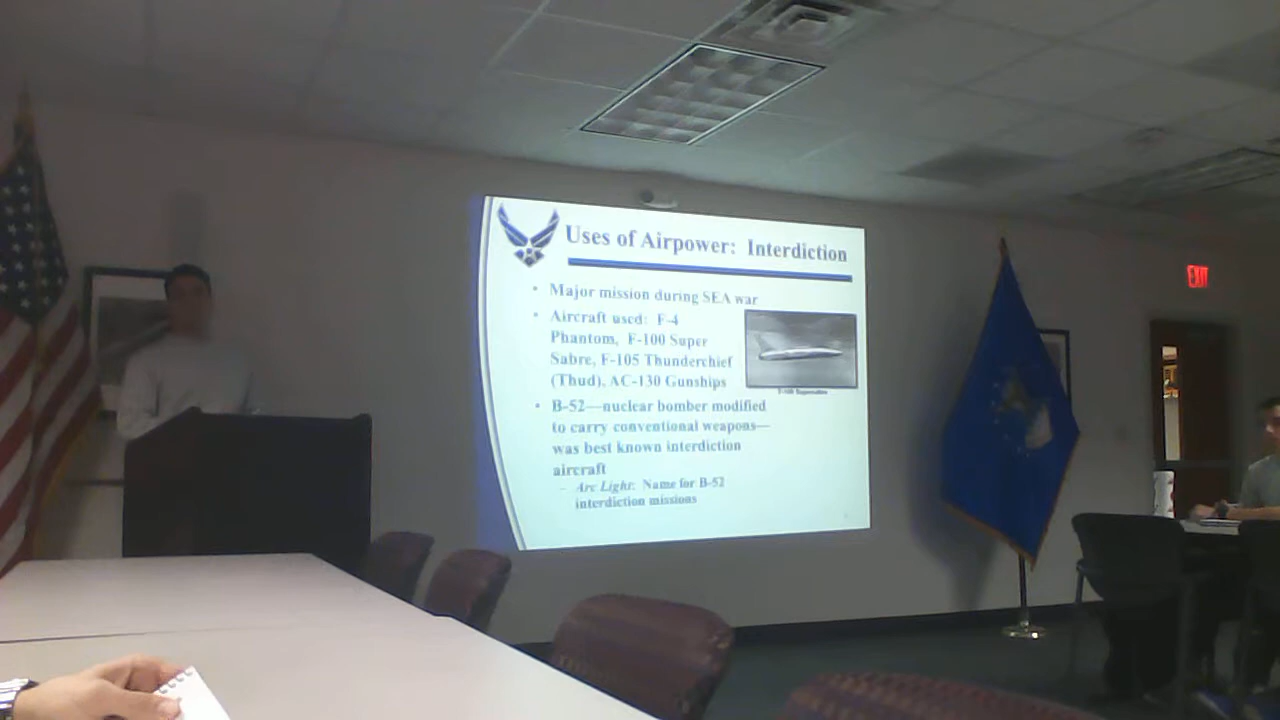 Uses of Airpower: Interdiction
• Major mission during SEA war
• Aircraft used: F-4
Phantom, F-100 Super
Sabre, F-105 Thunderchief
(Thud), AC-130 Gunships
• B-52—nuclear bomber modified
to carry conventional weapons—
was best known interdiction
aircraft
– Arc Light: Name for B-52
interdiction missions
EXIT